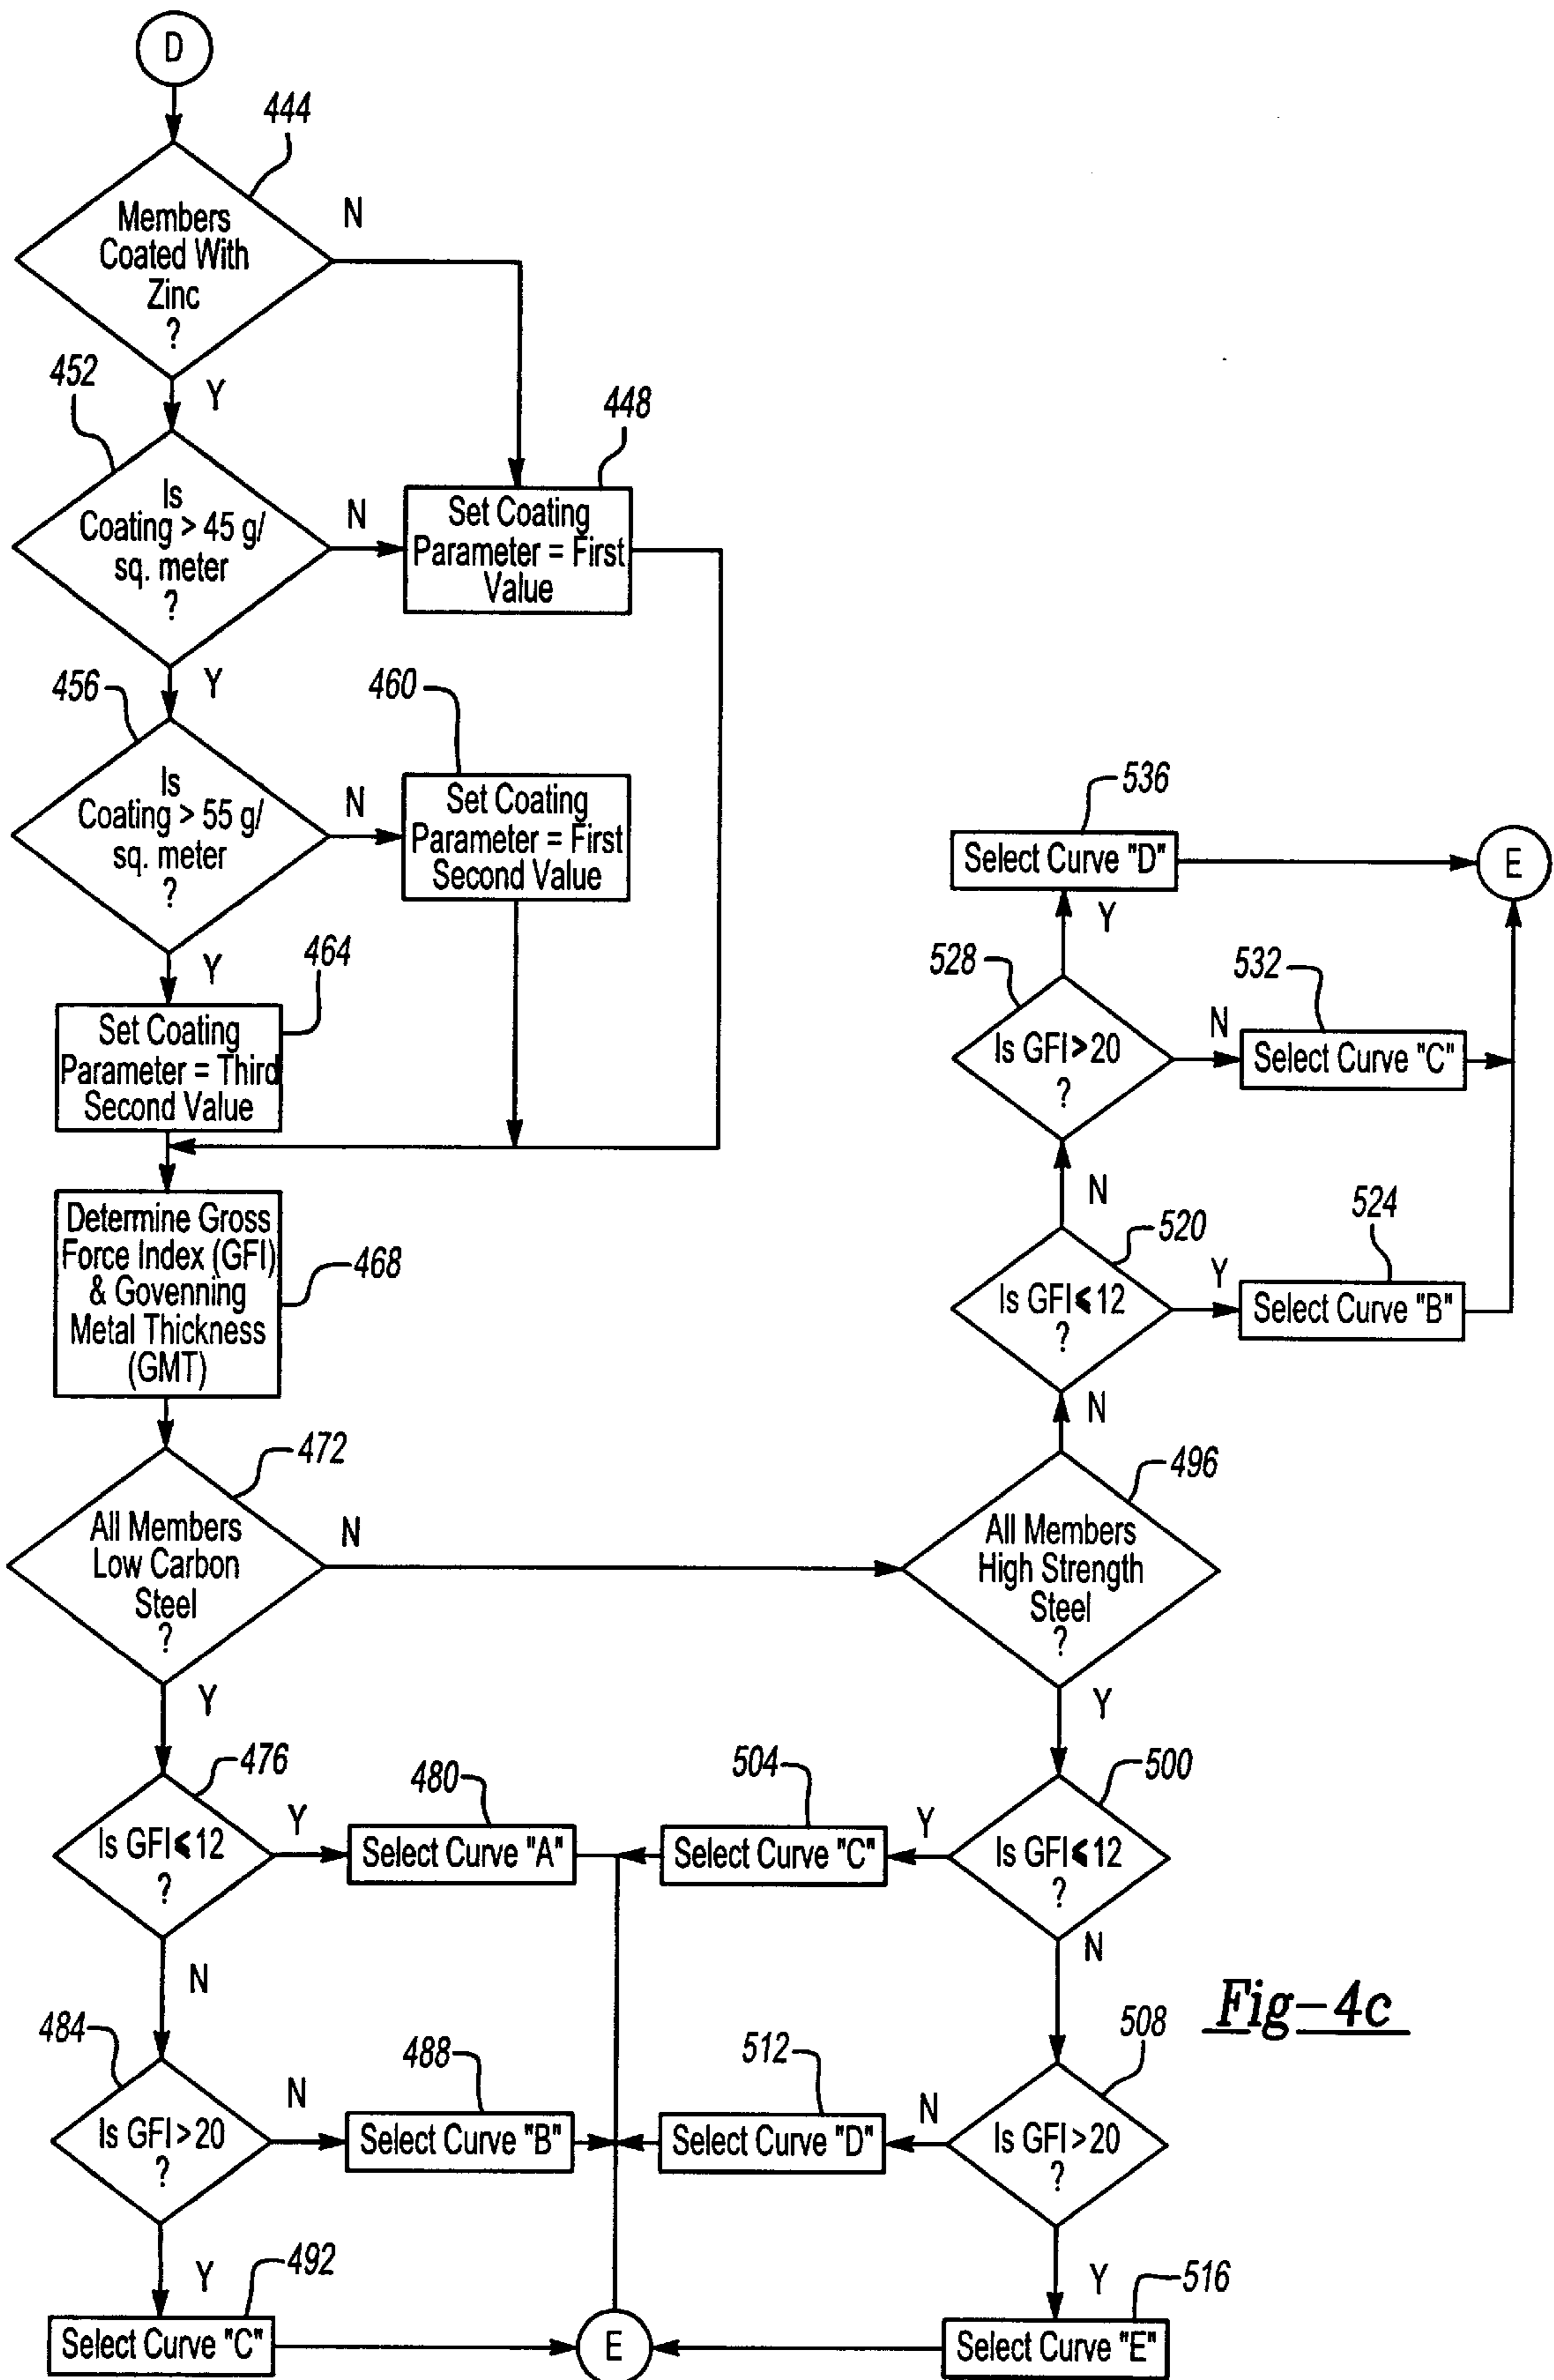 D
444
Members
Coated With
Zinc
?
N
Y
452
Is
Coating > 45 g/
sq. meter
?
N
448
Set Coating
Parameter = First
Value
Y
456
Is
Coating > 55 g/
sq. meter
?
N
460
Set Coating
Parameter = First
Second Value
Y
464
Set Coating
Parameter = Third
Second Value
Determine Gross
Force Index (GFI)
& Govenning
Metal Thickness
(GMT)
468
472
All Members
Low Carbon
Steel
?
N
Y
476
Is GFI ⩽ 12
?
Y
480
Select Curve "A"
N
484
Is GFI > 20
?
N
488
Select Curve "B"
Y
492
Select Curve "C"
E
536
Select Curve "D"
E
Y
528
Is GFI > 20
?
N
532
Select Curve "C"
N
520
Is GFI ⩽ 12
?
Y
524
Select Curve "B"
N
496
All Members
High Strength
Steel
?
Y
500
Is GFI ⩽ 12
?
Y
504
Select Curve "C"
N
508
Is GFI > 20
?
N
512
Select Curve "D"
Y
516
Select Curve "E"
Fig-4c